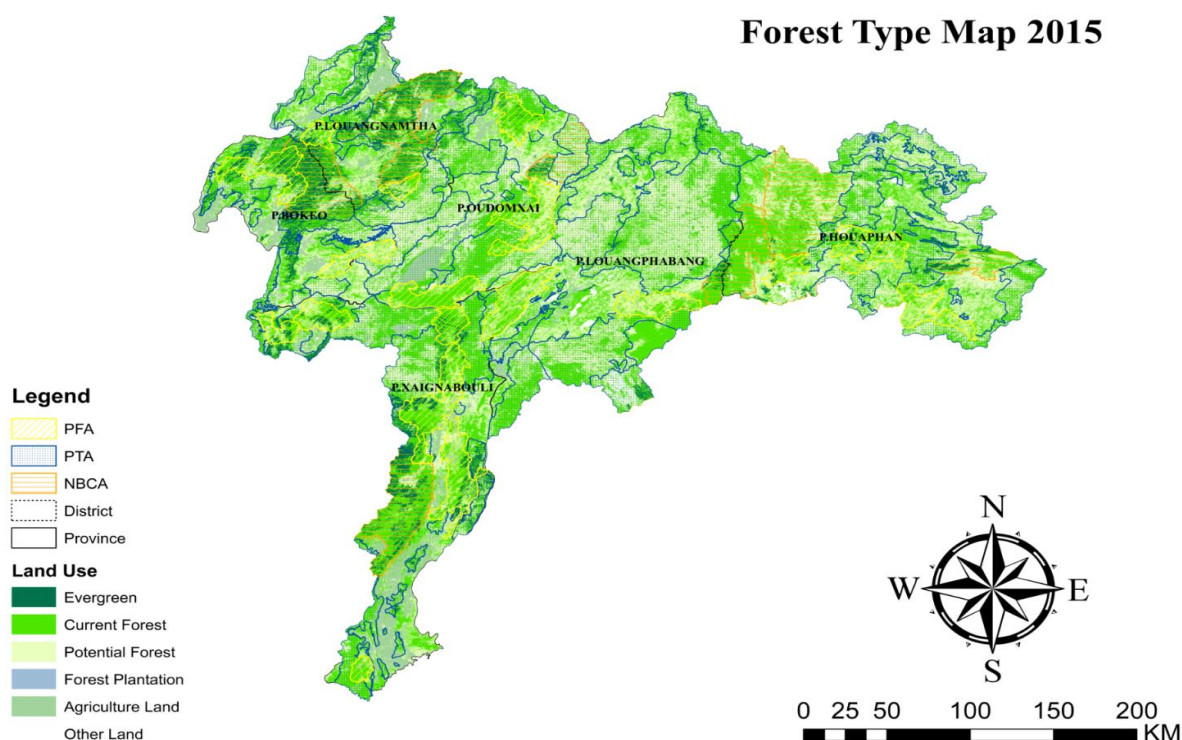 Forest Type Map 2015
P.LOUANGNAMTHA
P.BOKEO
P.OUDOMXAI
P.LOUANGPHABANG
P.HOUAPHAN
P.XAIGNABOULI
Legend
PFA
PTA
NBCA
District
Province
Land Use
Evergreen
Current Forest
Potential Forest
Forest Plantation
Agriculture Land
Other Land
N
W E
S
0 25 50 100 150 200
KM